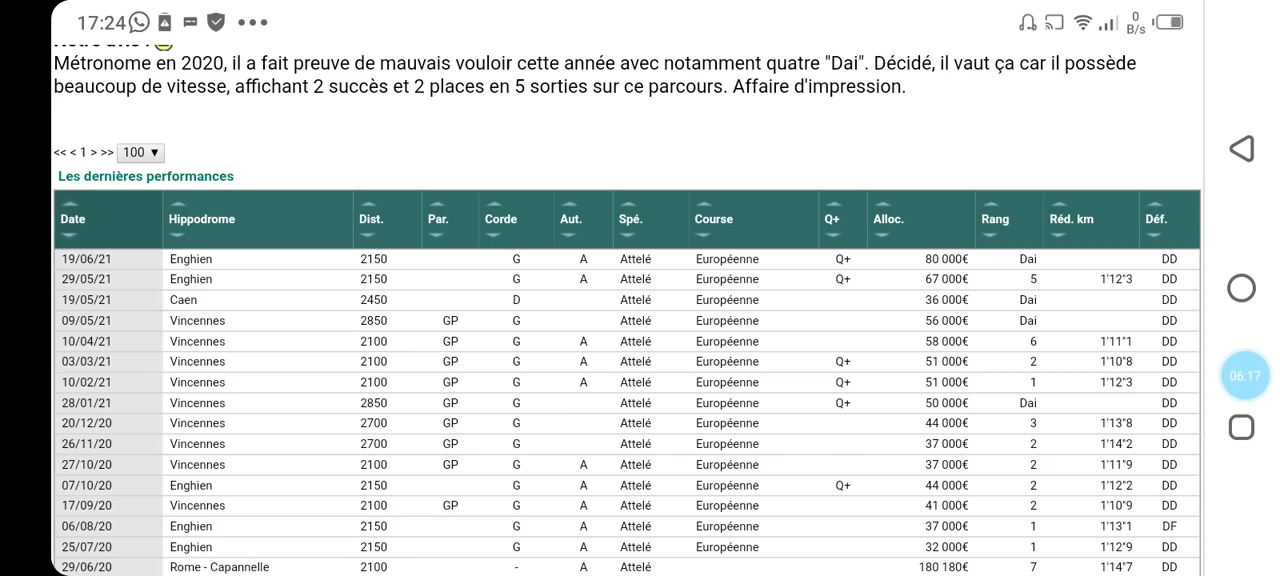 17:24
0
B/s
Métronome en 2020, il a fait preuve de mauvais vouloir cette année avec notamment quatre "Dai". Décidé, il vaut ça car il possède
beaucoup de vitesse, affichant 2 succès et 2 places en 5 sorties sur ce parcours. Affaire d'impression.
<< < 1 > >> 100 ▼
Les dernières performances
Date Hippodrome Dist. Par. Corde Aut. Spé. Course Q+ Alloc. Rang Réd. km Déf.
19/06/21 Enghien 2150 G A Attelé Européenne Q+ 80 000€ Dai DD
29/05/21 Enghien 2150 G A Attelé Européenne Q+ 67 000€ 5 1'12"3 DD
19/05/21 Caen 2450 D Attelé Européenne 36 000€ Dai DD
09/05/21 Vincennes 2850 GP G Attelé Européenne 56 000€ Dai DD
10/04/21 Vincennes 2100 GP G A Attelé Européenne 58 000€ 6 1'11"1 DD
03/03/21 Vincennes 2100 GP G A Attelé Européenne Q+ 51 000€ 2 1'10"8 DD
10/02/21 Vincennes 2100 GP G A Attelé Européenne Q+ 51 000€ 1 1'12"3 DD
28/01/21 Vincennes 2850 GP G Attelé Européenne Q+ 50 000€ Dai DD
20/12/20 Vincennes 2700 GP G Attelé Européenne 44 000€ 3 1'13"8 DD
26/11/20 Vincennes 2700 GP G Attelé Européenne 37 000€ 2 1'14"2 DD
27/10/20 Vincennes 2100 GP G A Attelé Européenne 37 000€ 2 1'11"9 DD
07/10/20 Enghien 2150 G A Attelé Européenne Q+ 44 000€ 2 1'12"2 DD
17/09/20 Vincennes 2100 GP G A Attelé Européenne 41 000€ 2 1'10"9 DD
06/08/20 Enghien 2150 G A Attelé Européenne 37 000€ 1 1'13"1 DF
25/07/20 Enghien 2150 G A Attelé Européenne 32 000€ 1 1'12"9 DD
29/06/20 Rome - Capannelle 2100 - A Attelé 180 180€ 7 1'14"7 DD
06:17